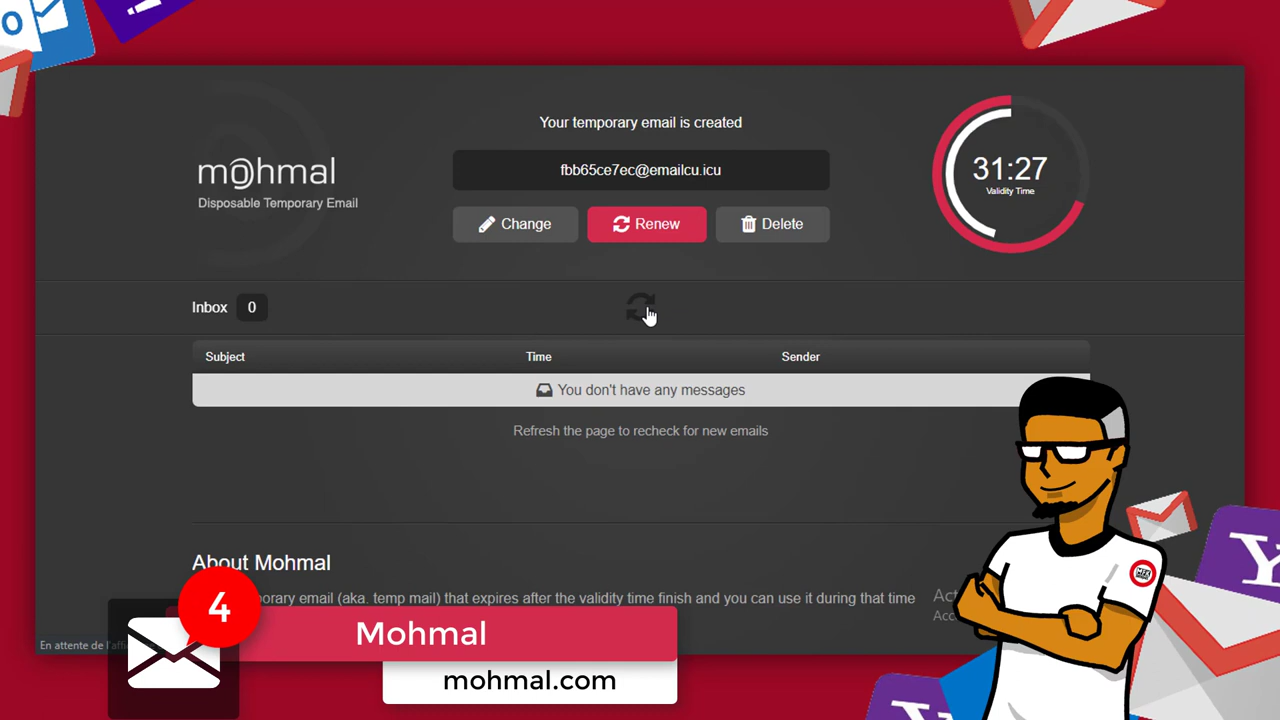 Your temporary email is created
mohmal
Disposable Temporary Email
fbb65ce7ec@emailcu.icu
Change
Renew
Delete
31:27
Validity Time
Inbox 0
Subject Time Sender
You don't have any messages
Refresh the page to recheck for new emails
About Mohmal
email (aka. temp mail) that expires after the validity time finish and you can use it during that time
En attente de
4
Mohmal
mohmal.com